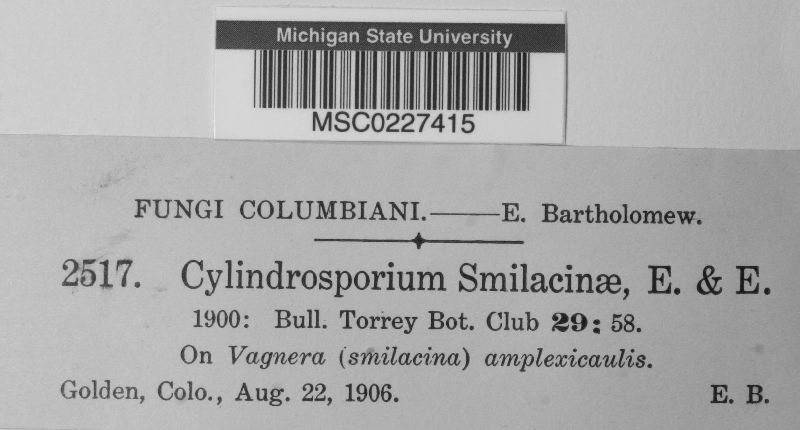 Michigan State University
MSC0227415
FUNGI COLUMBIANI.——E. Bartholomew.
2517. Cylindrosporium Smilacinæ, E. & E.
1900: Bull. Torrey Bot. Club 29: 58.
On Vagnera (smilacina) amplexicaulis.
Golden, Colo., Aug. 22, 1906. E. B.